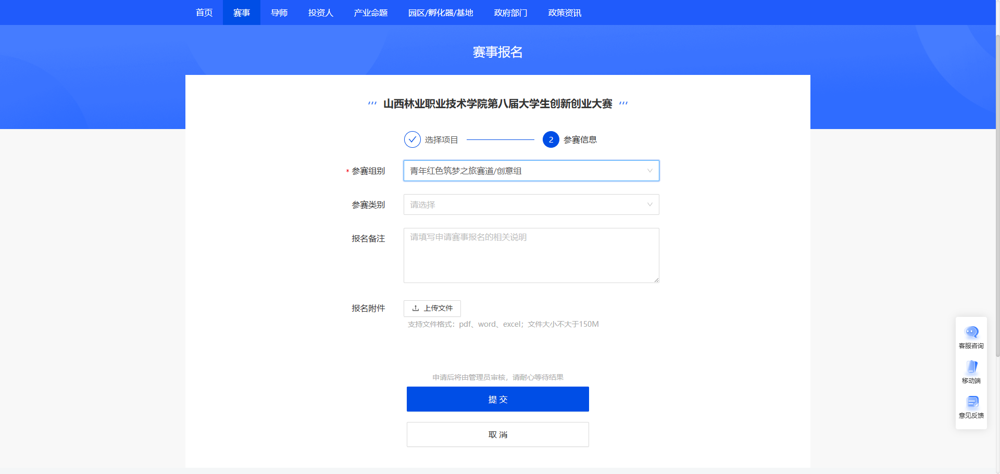 首页 赛事 导师 投资人 产业命题 园区/孵化器/基地 政府部门 政策资讯
赛事报名
山西林业职业技术学院第八届大学生创新创业大赛
选择项目 2 参赛信息
* 参赛组别 青年红色筑梦之旅赛道/创意组
参赛类别 请选择
报名备注 请填写申请赛事报名的相关说明
报名附件 上传文件
支持文件格式：pdf、word、excel；文件大小不大于150M
客服咨询
移动端
意见反馈
申请后将由管理员审核，请耐心等待结果
提 交
取 消